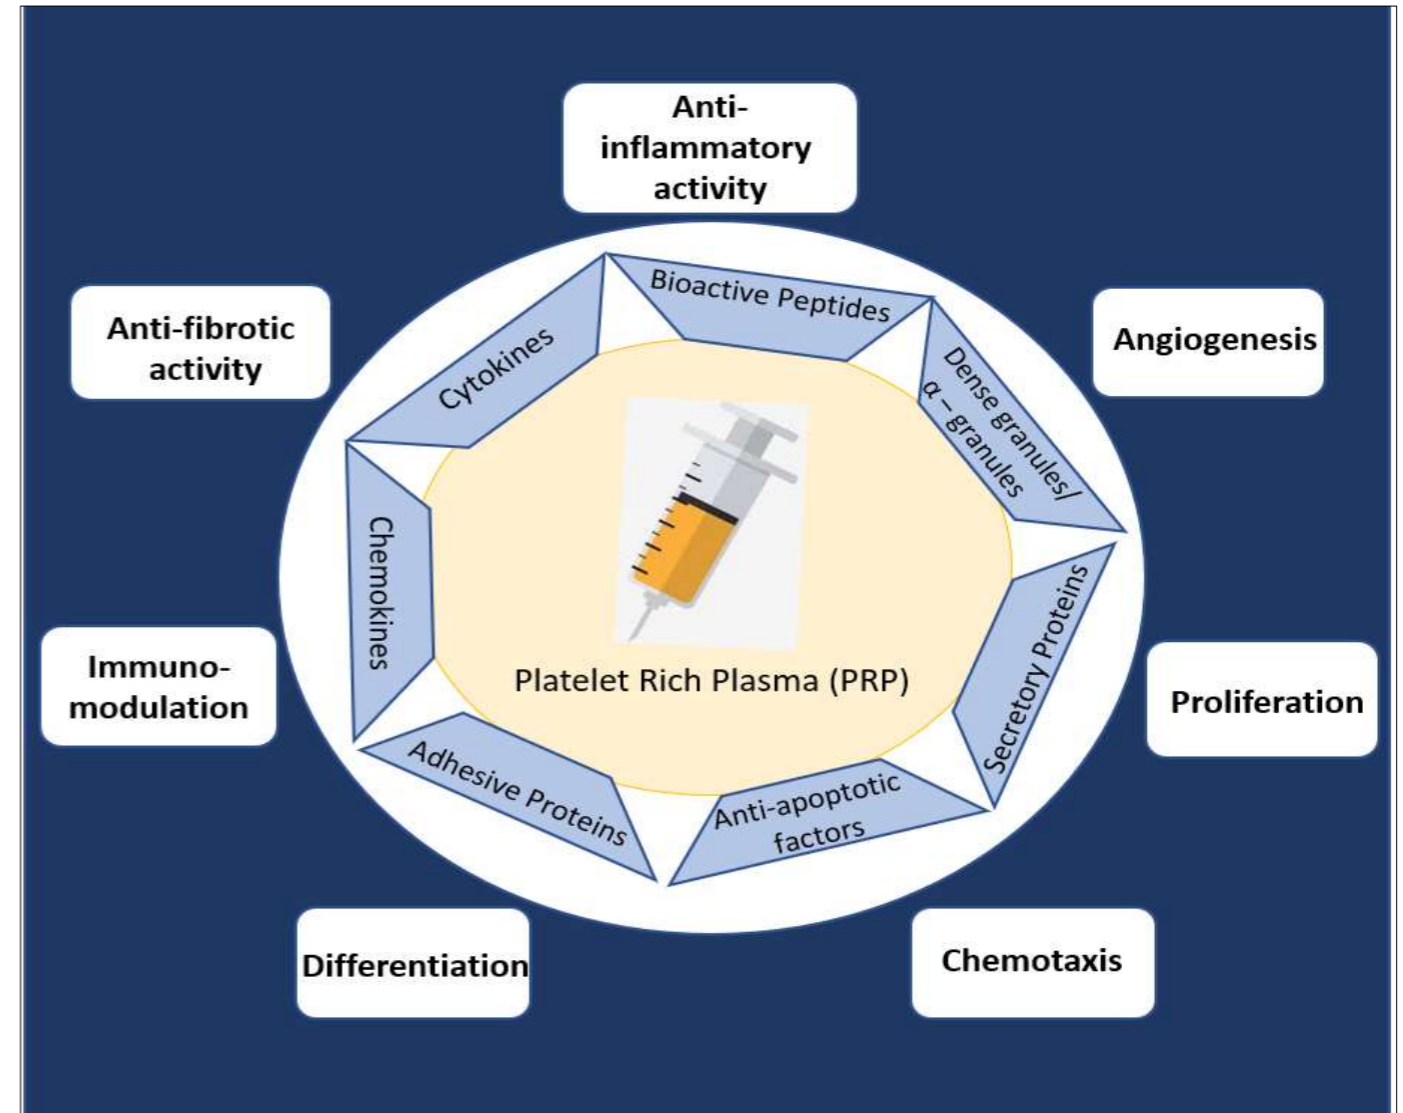 Anti-
inflammatory
activity
Anti-fibrotic
activity
Angiogenesis
Bioactive Peptides
Cytokines
Dense granules/
α – granules
Chemokines
Secretory Proteins
Platelet Rich Plasma (PRP)
Immuno-
modulation
Proliferation
Adhesive Proteins
Anti-apoptotic
factors
Differentiation
Chemotaxis